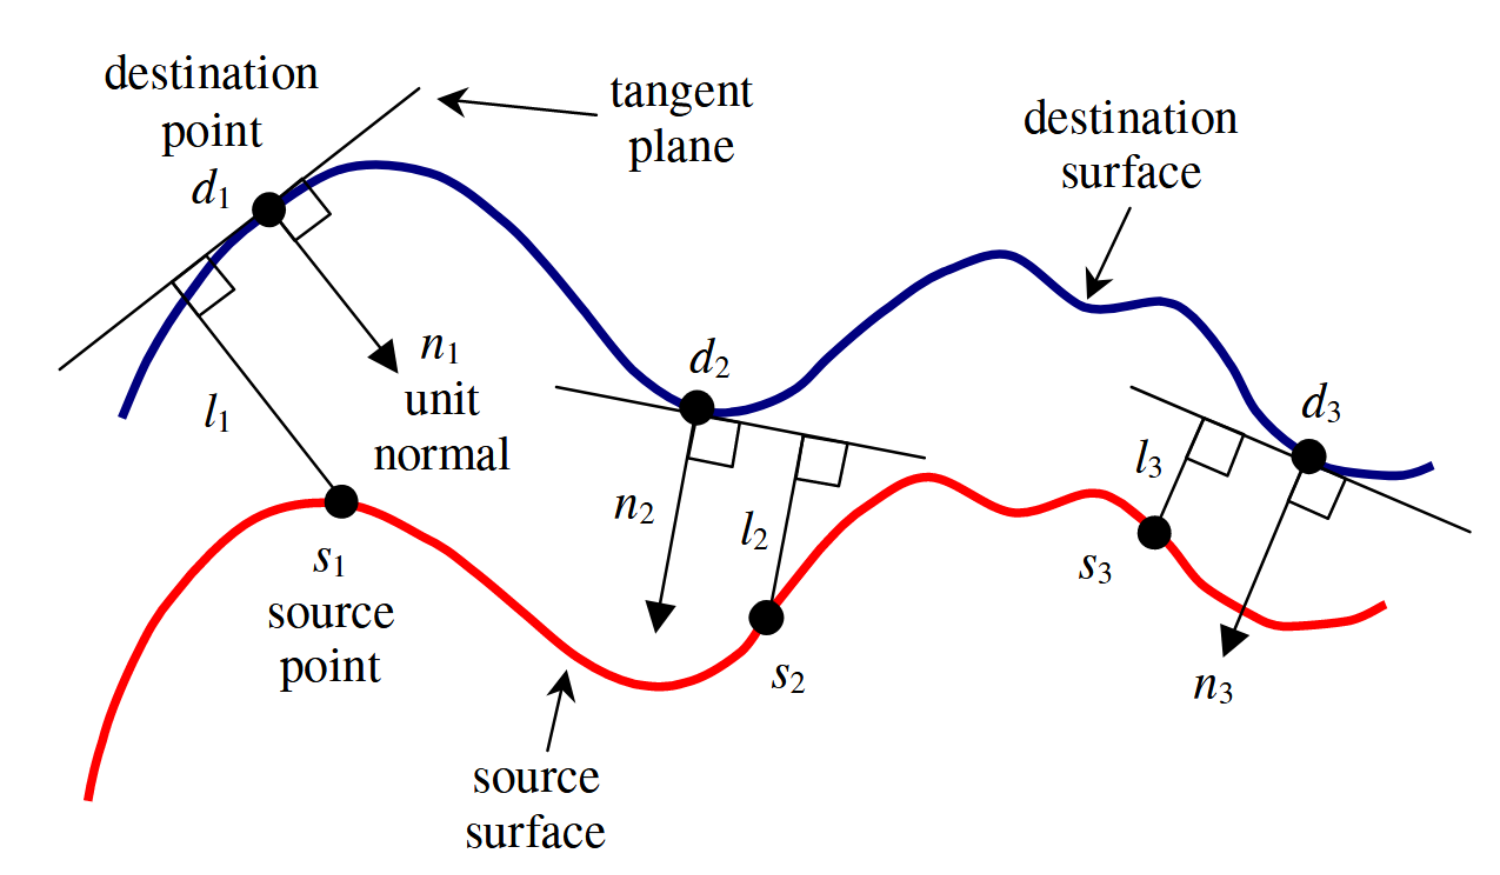 destination
point
d1
tangent
plane
destination
surface
n1
unit
normal
l1
d2
d3
l3
n2
l2
s1
source
point
s2
s3
n3
source
surface